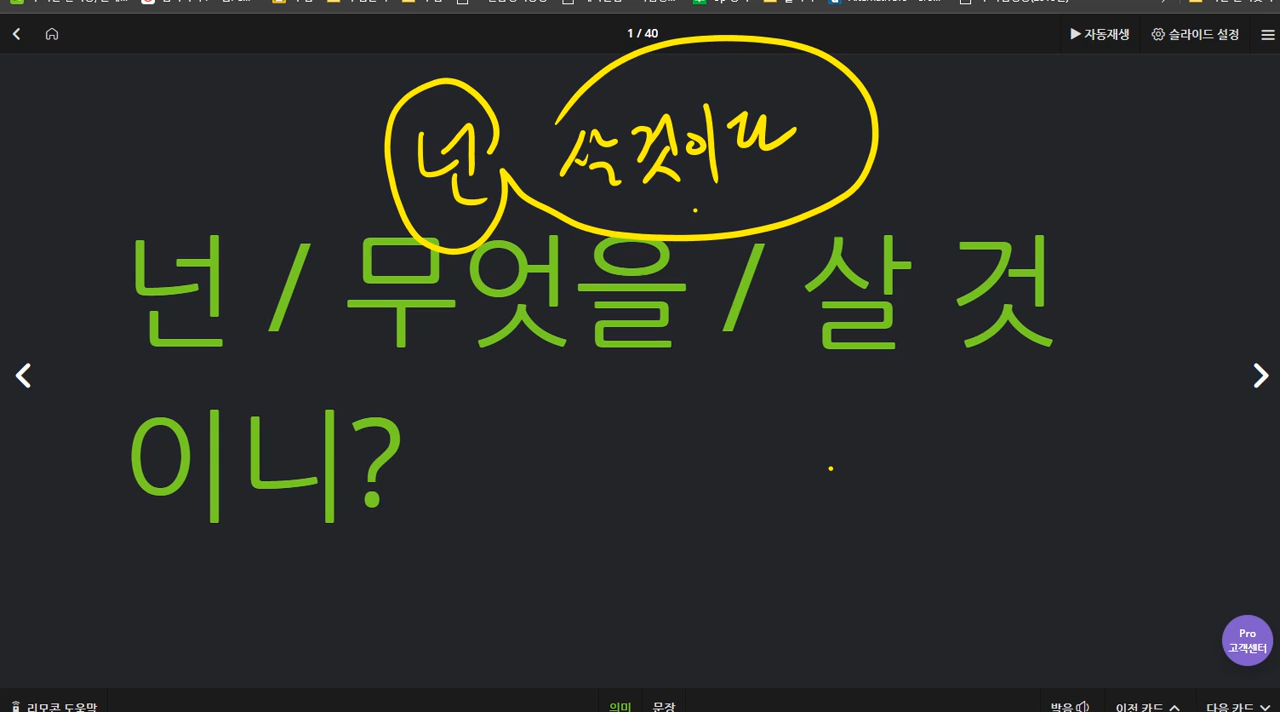 1 / 40
▶ 자동재생
슬라이드 설정
넌 살것이니
넌 / 무엇을 / 살 것
이니?
Pro
고객센터
리모콘 도움말
의미
문장
발음
이전 카드
다음 카드